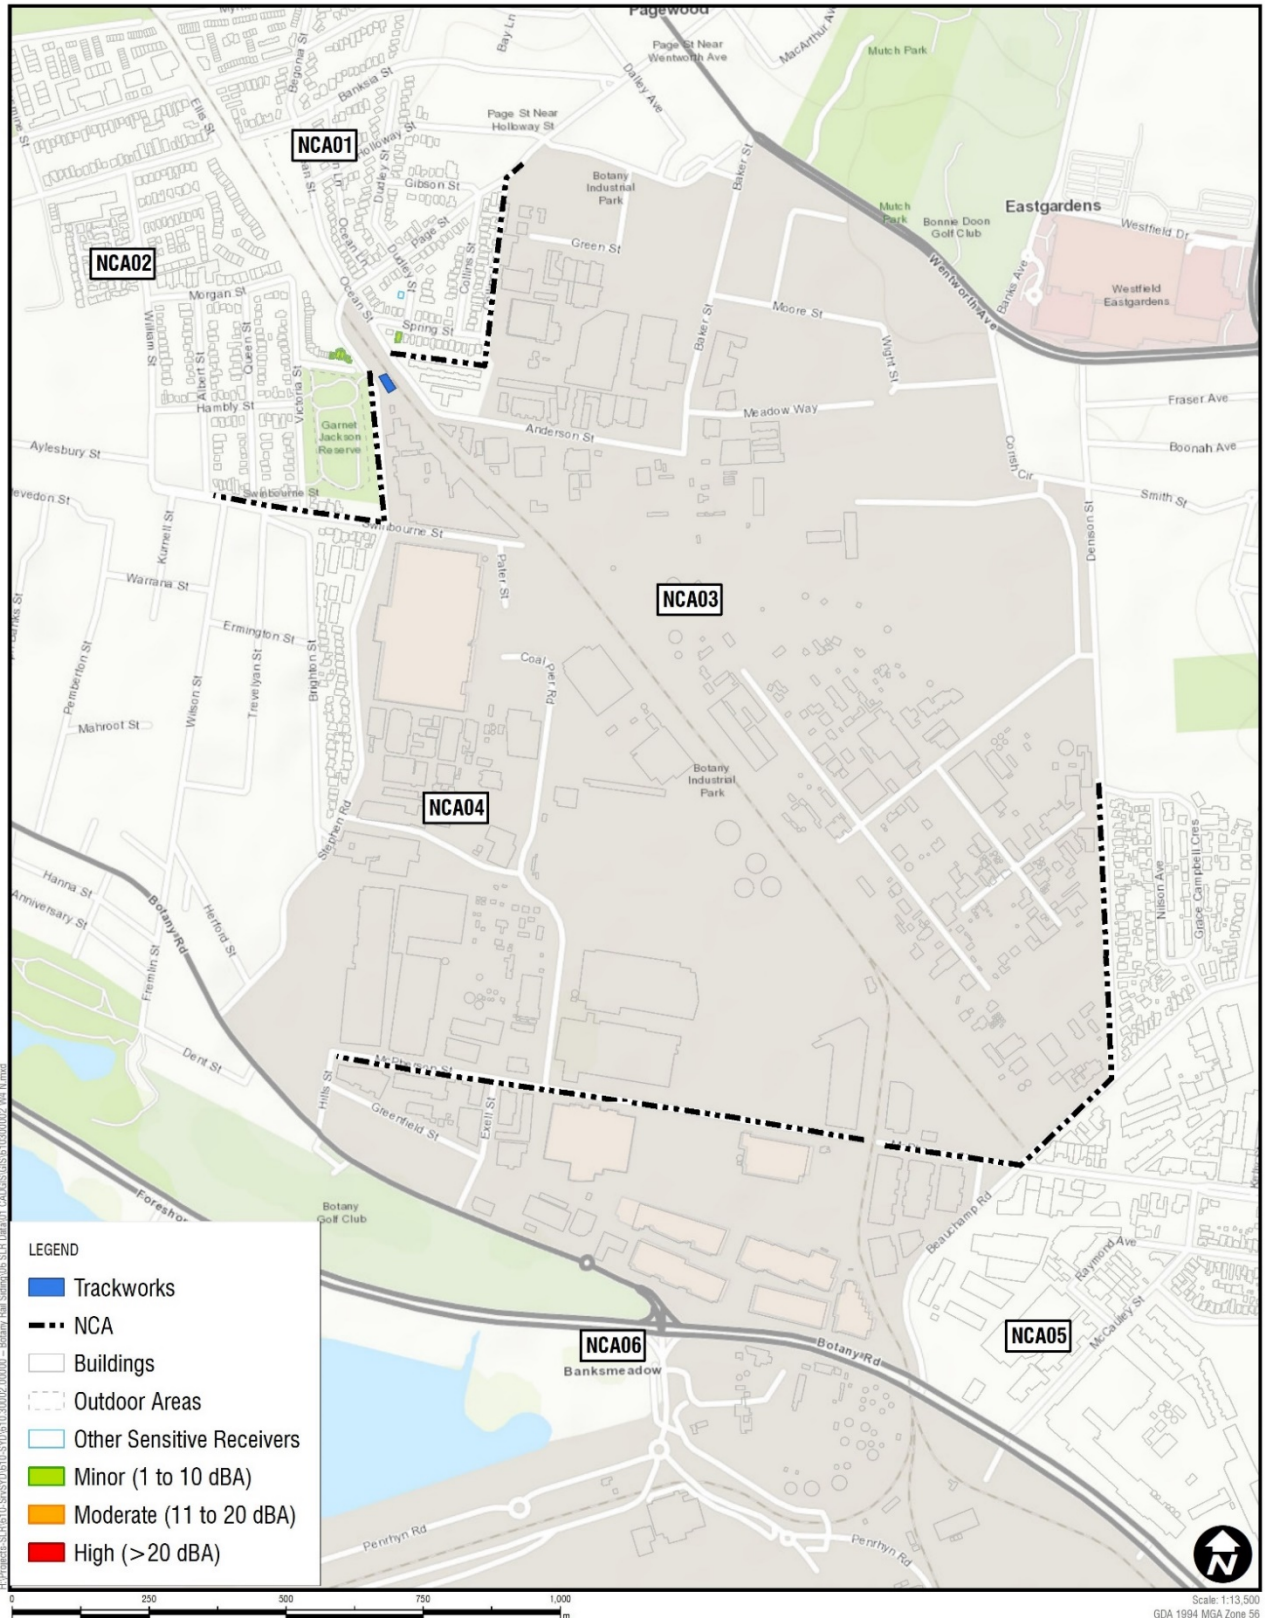 Pagewood
Bay Ln
Page St Near
Wentworth Ave
MacArthur Av
Mutch Park
Begonia St
Banksia St
Dalley Ave
Ellis St
Page St Near
Holloway St
NCA01
Holloway St
Baker St
Dudley St
Gibson St
Botany
Industrial
Park
Mutch
Park
Bonnie Doon
Golf Club
Eastgardens
Westfield Dr
Page St
Ocean Ln
Collins St
Green St
NCA02
Dudley St
Wentworth Ave
Banks Ave
Westfield
Eastgardens
Morgan St
Ocean St
Spring St
Baker St
Moore St
William St
Albert St
Queen St
Victoria St
Wight St
Hambly St
Garnet
Jackson
Reserve
Meadow Way
Fraser Ave
Anderson St
Aylesbury St
Boonah Ave
Corish Cir
Smith St
evedon St
Swinbourne St
Swinbourne St
Kurnell St
Pater St
Denison St
Warrana St
NCA03
Ermington St
Pemberton St
Wilson St
Trevelyan St
Brighton St
Coal Pier Rd
Mahroot St
Botany
Industrial
Park
NCA04
Stephen Rd
Nilson Ave
Grace Campbell Cres
Hanna St
Anniversary St
Botany Rd
Herford St
Fremlin St
Dent St
McPherson St
Hills St
Greenfield St
Exell St
Botany
Golf Club
Foreshor
Beauchamp Rd
Raymond Ave
McCauley St
NCA05
NCA06
Banksmeadow
Botany Rd
Penrhyn Rd
Penrhyn Rd
LEGEND
Trackworks
NCA
Buildings
Outdoor Areas
Other Sensitive Receivers
Minor (1 to 10 dBA)
Moderate (11 to 20 dBA)
High (>20 dBA)
N
0 250 500 750 1,000
m
Scale: 1:13,500
GDA 1994 MGA Zone 56